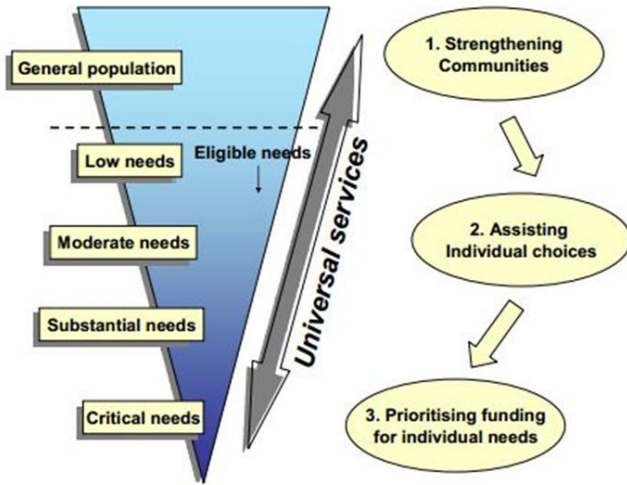 General population
Low needs
Eligible needs
Moderate needs
Substantial needs
Critical needs
Universal services
1. Strengthening
Communities
2. Assisting
Individual choices
3. Prioritising funding
for individual needs